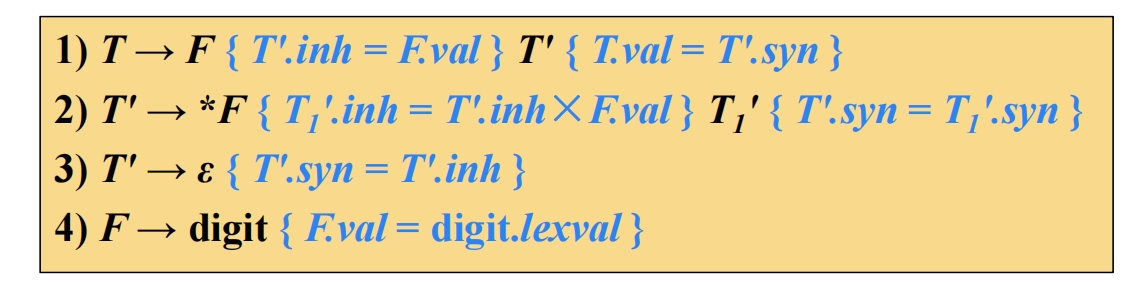 1) T → F { T'.inh = F.val } T' { T.val = T'.syn }
2) T' → *F { T₁'.inh = T'.inh×F.val } T₁' { T'.syn = T₁'.syn }
3) T' → ε { T'.syn = T'.inh }
4) F → digit { F.val = digit.lexval }